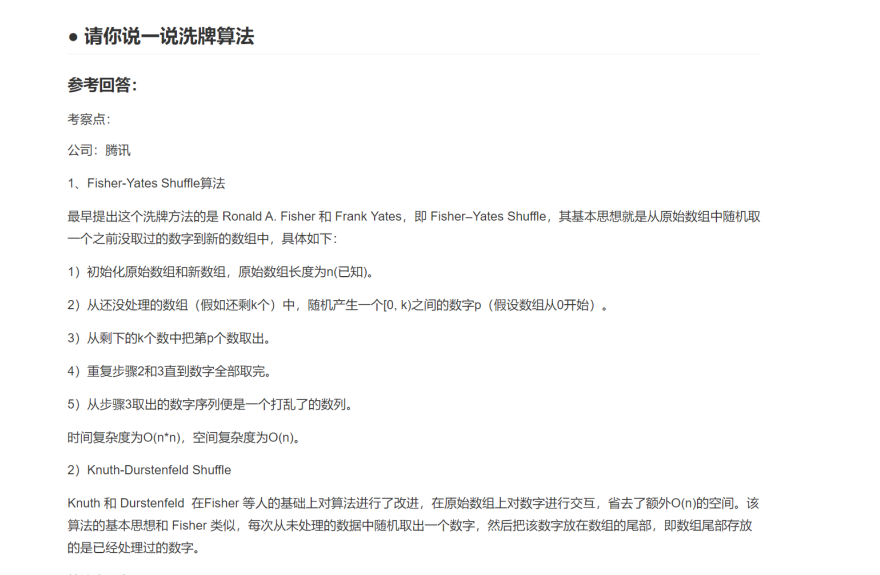 ● 请你说一说洗牌算法
参考回答：
考察点：
公司：腾讯
1、Fisher-Yates Shuffle算法
最早提出这个洗牌方法的是 Ronald A. Fisher 和 Frank Yates，即 Fisher–Yates Shuffle，其基本思想就是从原始数组中随机取
一个之前没取过的数字到新的数组中，具体如下：
1）初始化原始数组和新数组，原始数组长度为n(已知)。
2）从还没处理的数组（假如还剩k个）中，随机产生一个[0, k)之间的数字p（假设数组从0开始）。
3）从剩下的k个数中把第p个数取出。
4）重复步骤2和3直到数字全部取完。
5）从步骤3取出的数字序列便是一个打乱了的数列。
时间复杂度为O(n*n)，空间复杂度为O(n)。
2）Knuth-Durstenfeld Shuffle
Knuth 和 Durstenfeld 在Fisher 等人的基础上对算法进行了改进，在原始数组上对数字进行交互，省去了额外O(n)的空间。该
算法的基本思想和 Fisher 类似，每次从未处理的数据中随机取出一个数字，然后把该数字放在数组的尾部，即数组尾部存放
的是已经处理过的数字。